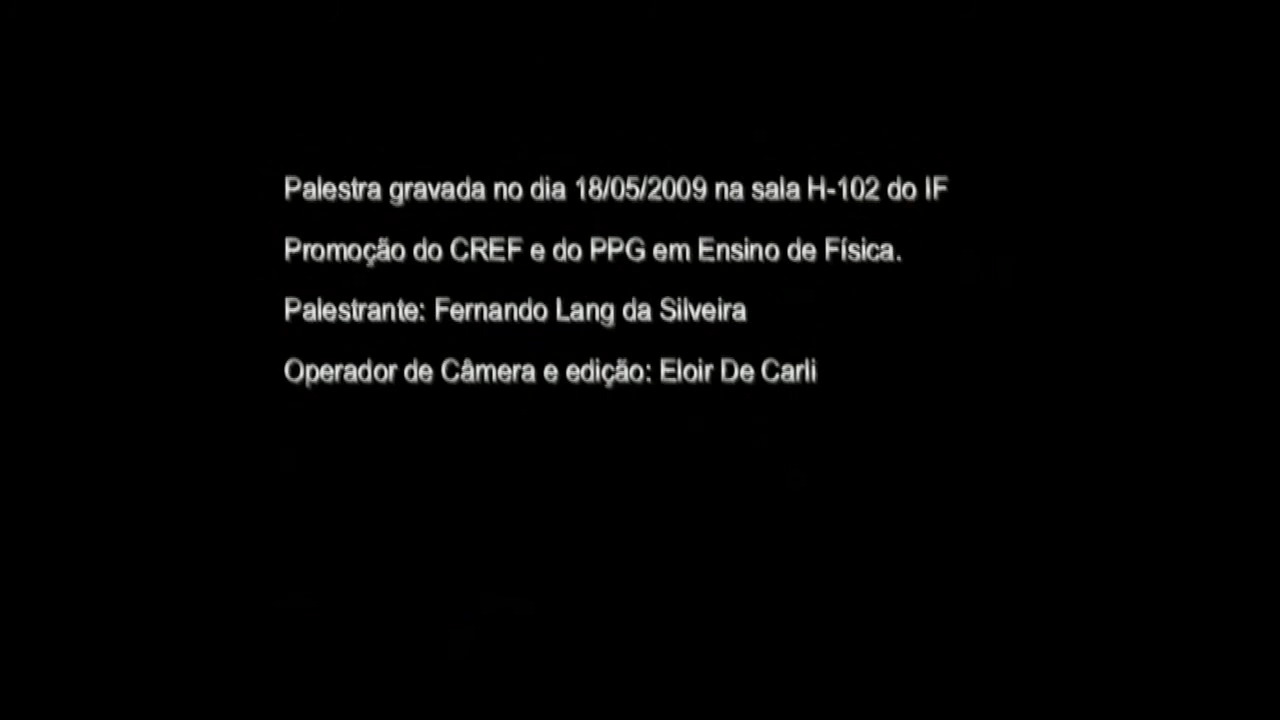 Palestra gravada no dia 18/05/2009 na sala H-102 do IF
Promoção do CREF e do PPG em Ensino de Física.
Palestrante: Fernando Lang da Silveira
Operador de Câmera e edição: Eloir De Carli